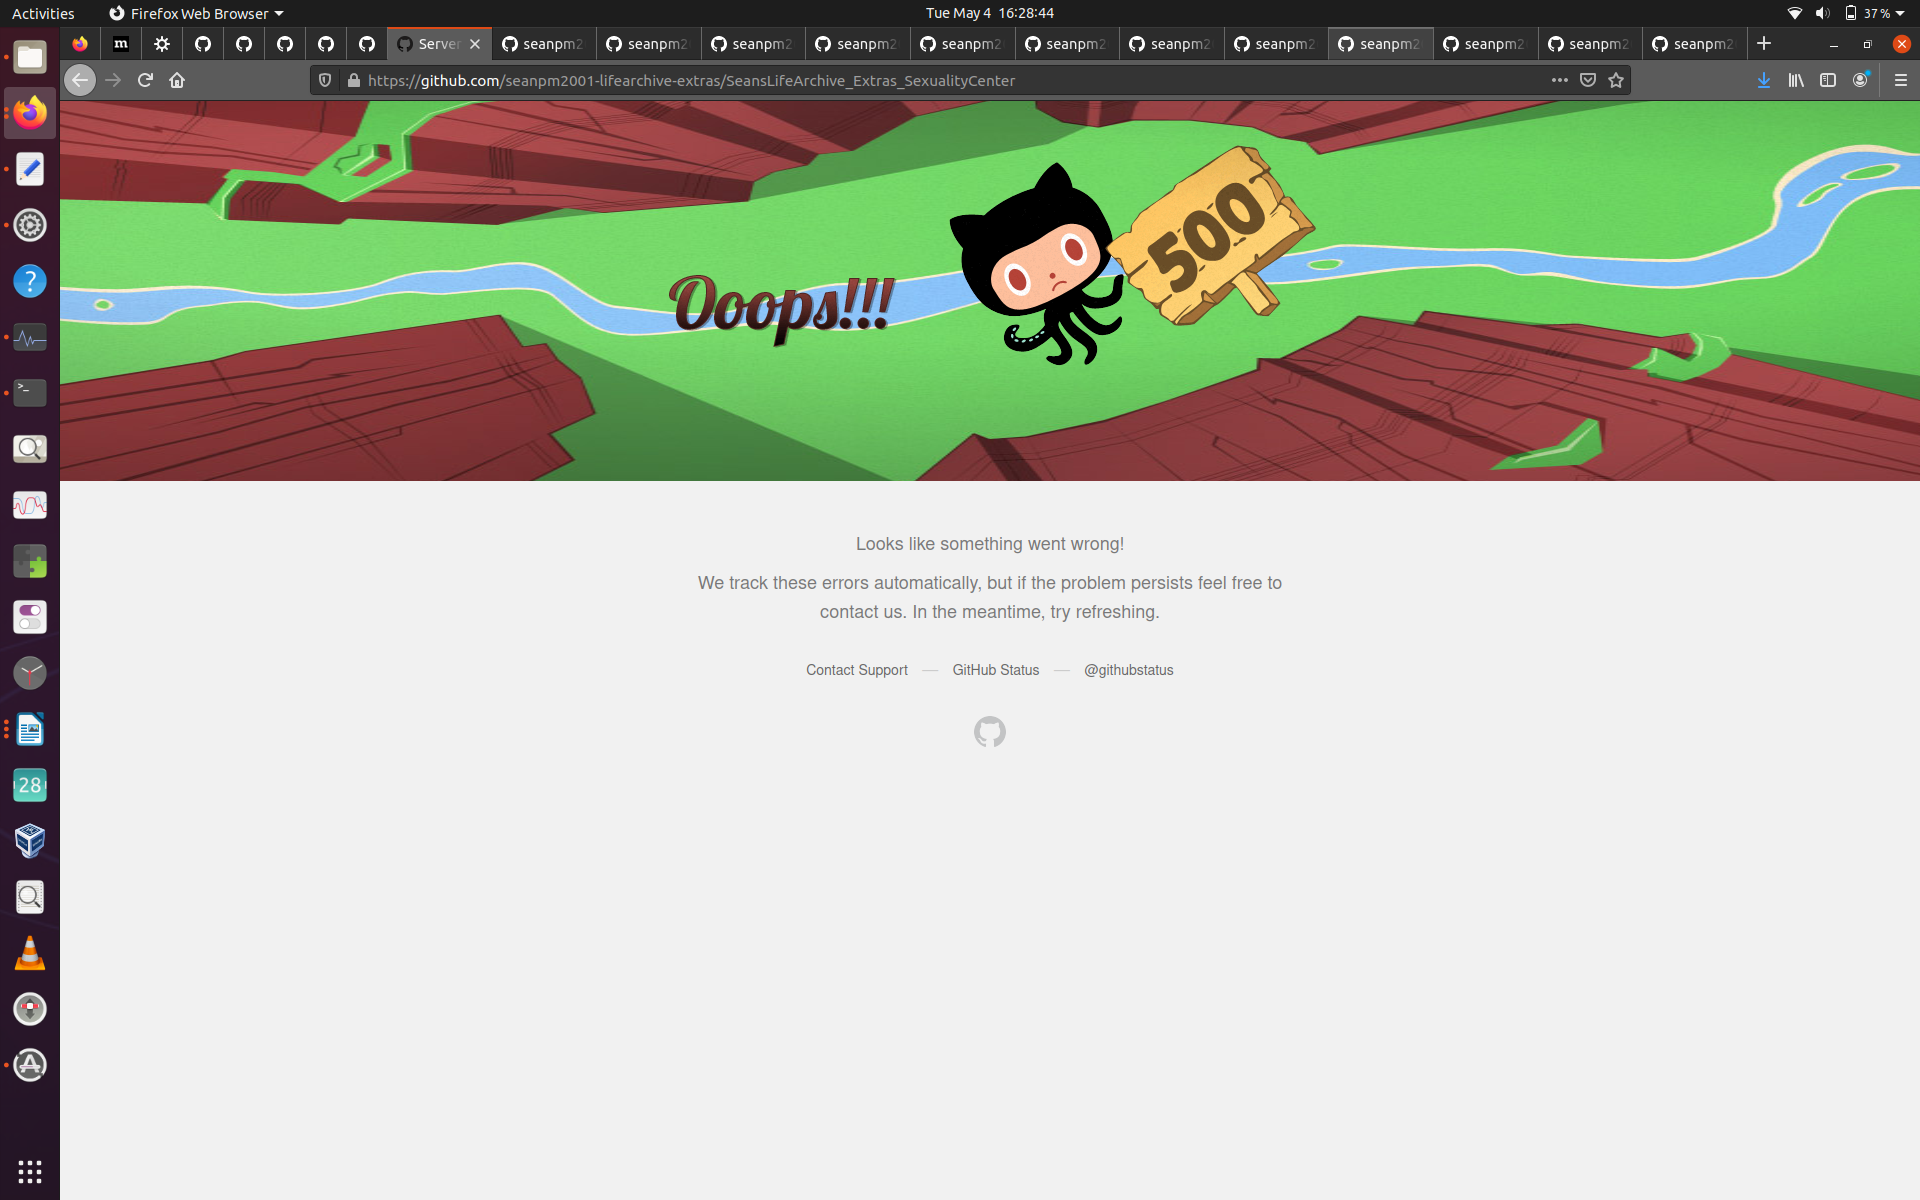 Activities
Firefox Web Browser
Tue May 4 16:28:44
37 %
m
Server
seanpm2
seanpm2
seanpm2
seanpm2
seanpm2
seanpm2
seanpm2
seanpm2
seanpm2
seanpm2
seanpm2
seanpm2
https://github.com/seanpm2001-lifearchive-extras/SeansLifeArchive_Extras_SexualityCenter
Ooops!!!
500
Looks like something went wrong!
We track these errors automatically, but if the problem persists feel free to
contact us. In the meantime, try refreshing.
Contact Support — GitHub Status — @githubstatus
?
>_
28
A